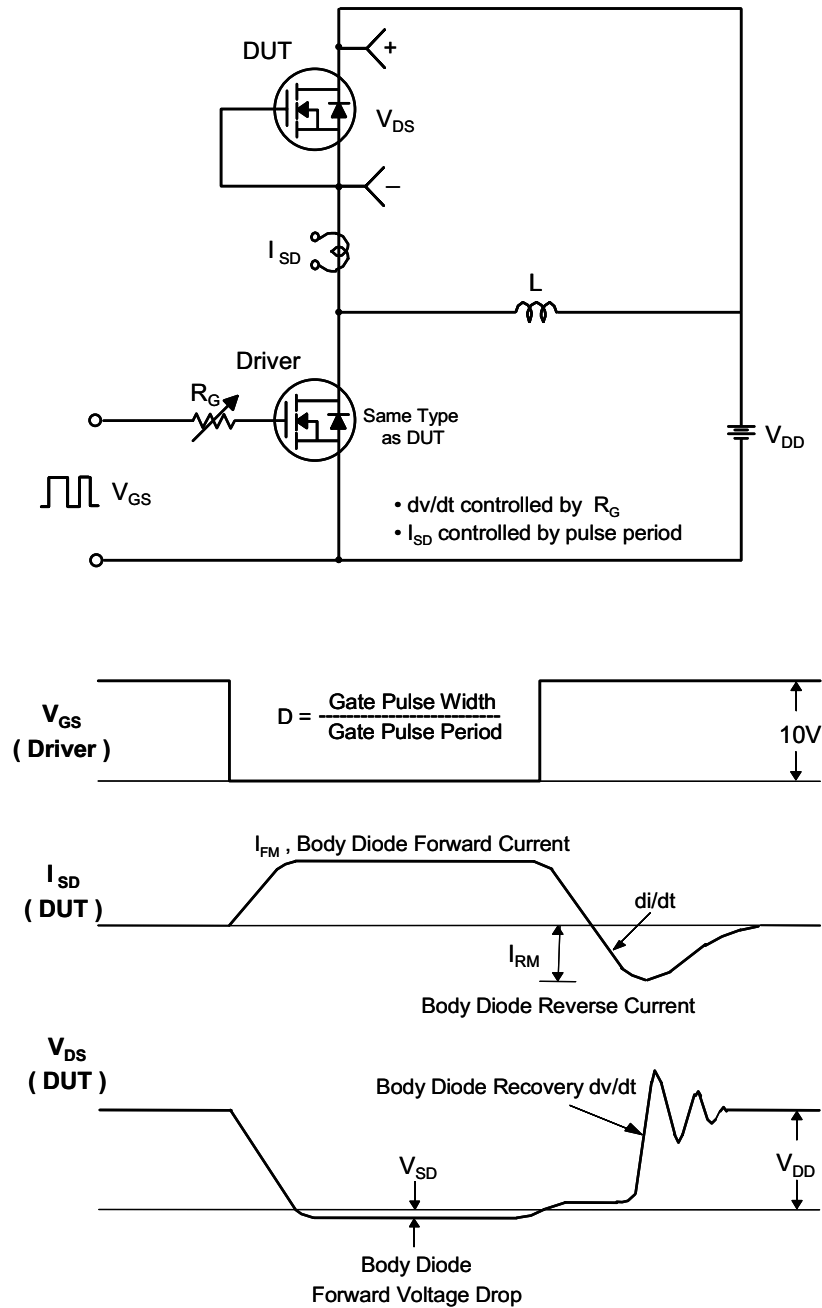 DUT
+
V_DS
–
I_SD
L
Driver
R_G
Same Type
as DUT
V_DD
V_GS
• dv/dt controlled by R_G
• I_SD controlled by pulse period
V_GS
( Driver )
D = Gate Pulse Width
Gate Pulse Period
10V
I_FM , Body Diode Forward Current
I_SD
( DUT )
di/dt
I_RM
Body Diode Reverse Current
V_DS
( DUT )
Body Diode Recovery dv/dt
V_SD
V_DD
Body Diode
Forward Voltage Drop